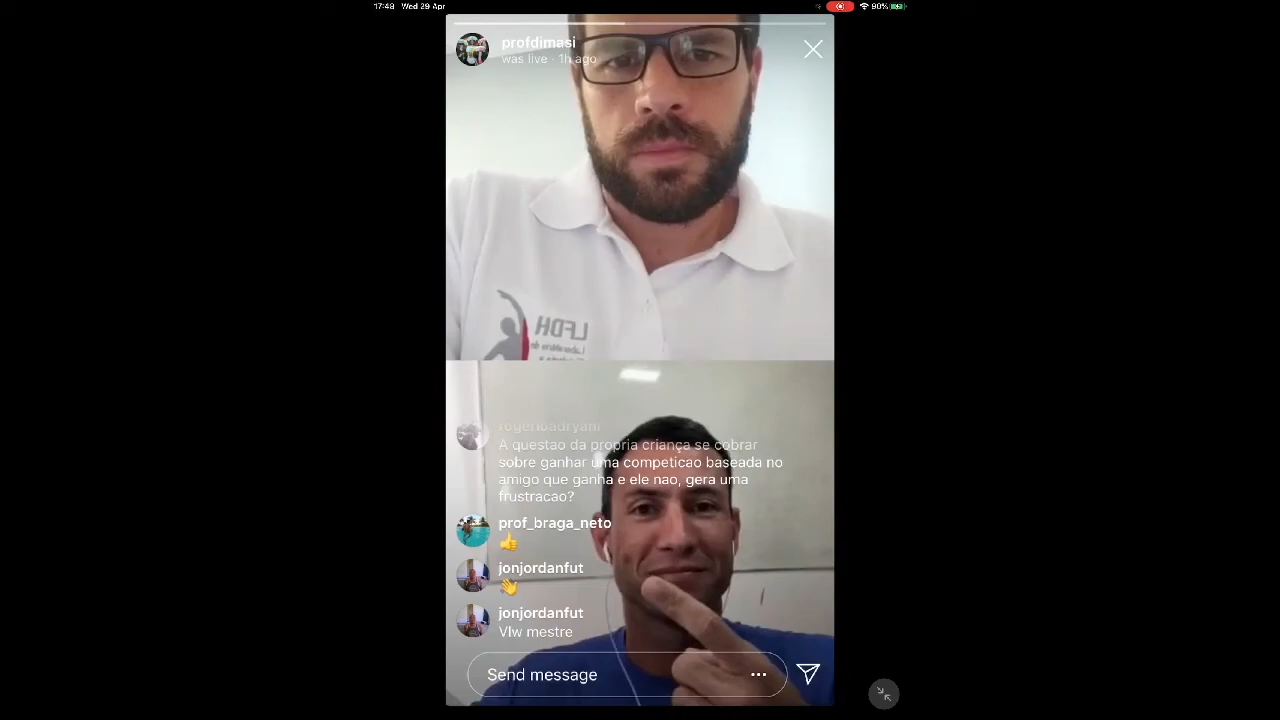 17:49 Wed 29 Apr
90%
profdimasi
was live · 1h ago
LFDH
rogerioadryani
A questao da propria criança se cobrar
sobre ganhar uma competicao baseada no
amigo que ganha e ele nao, gera uma
frustracao?
prof_braga_neto
👍
jonjordanfut
👏
jonjordanfut
Vlw mestre
Send message